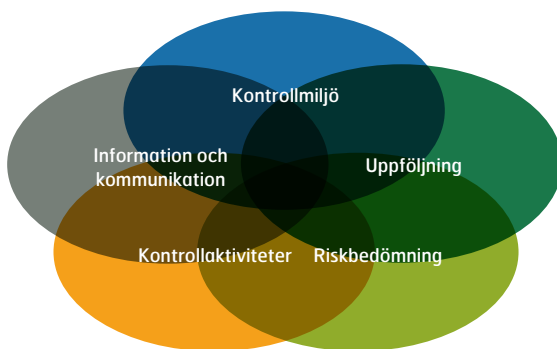 Kontrollmiljö
Information och
kommunikation
Uppföljning
Kontrollaktiviteter
Riskbedömning